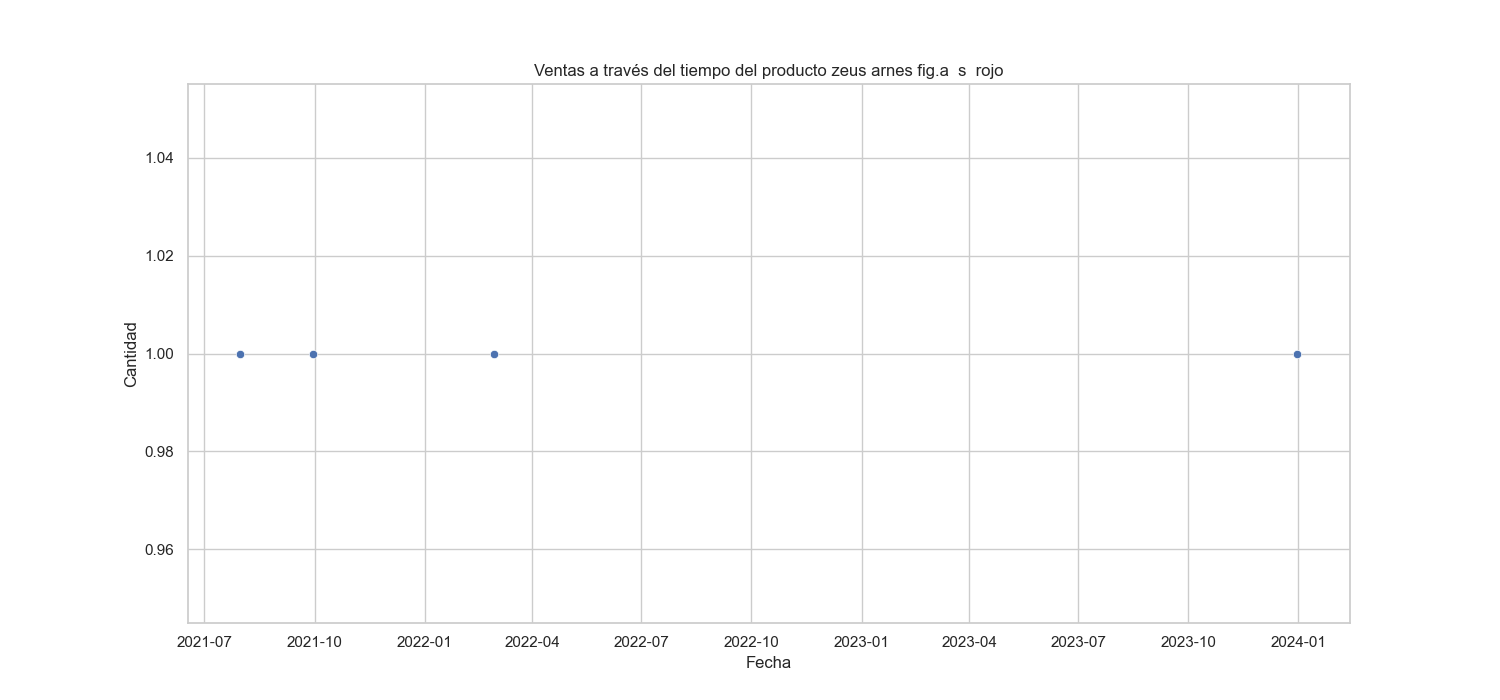 Ventas a través del tiempo del producto zeus arnes fig.a  s  rojo
1.04
1.02
1.00
0.98
0.96
Cantidad
2021-07 2021-10 2022-01 2022-04 2022-07 2022-10 2023-01 2023-04 2023-07 2023-10 2024-01
Fecha